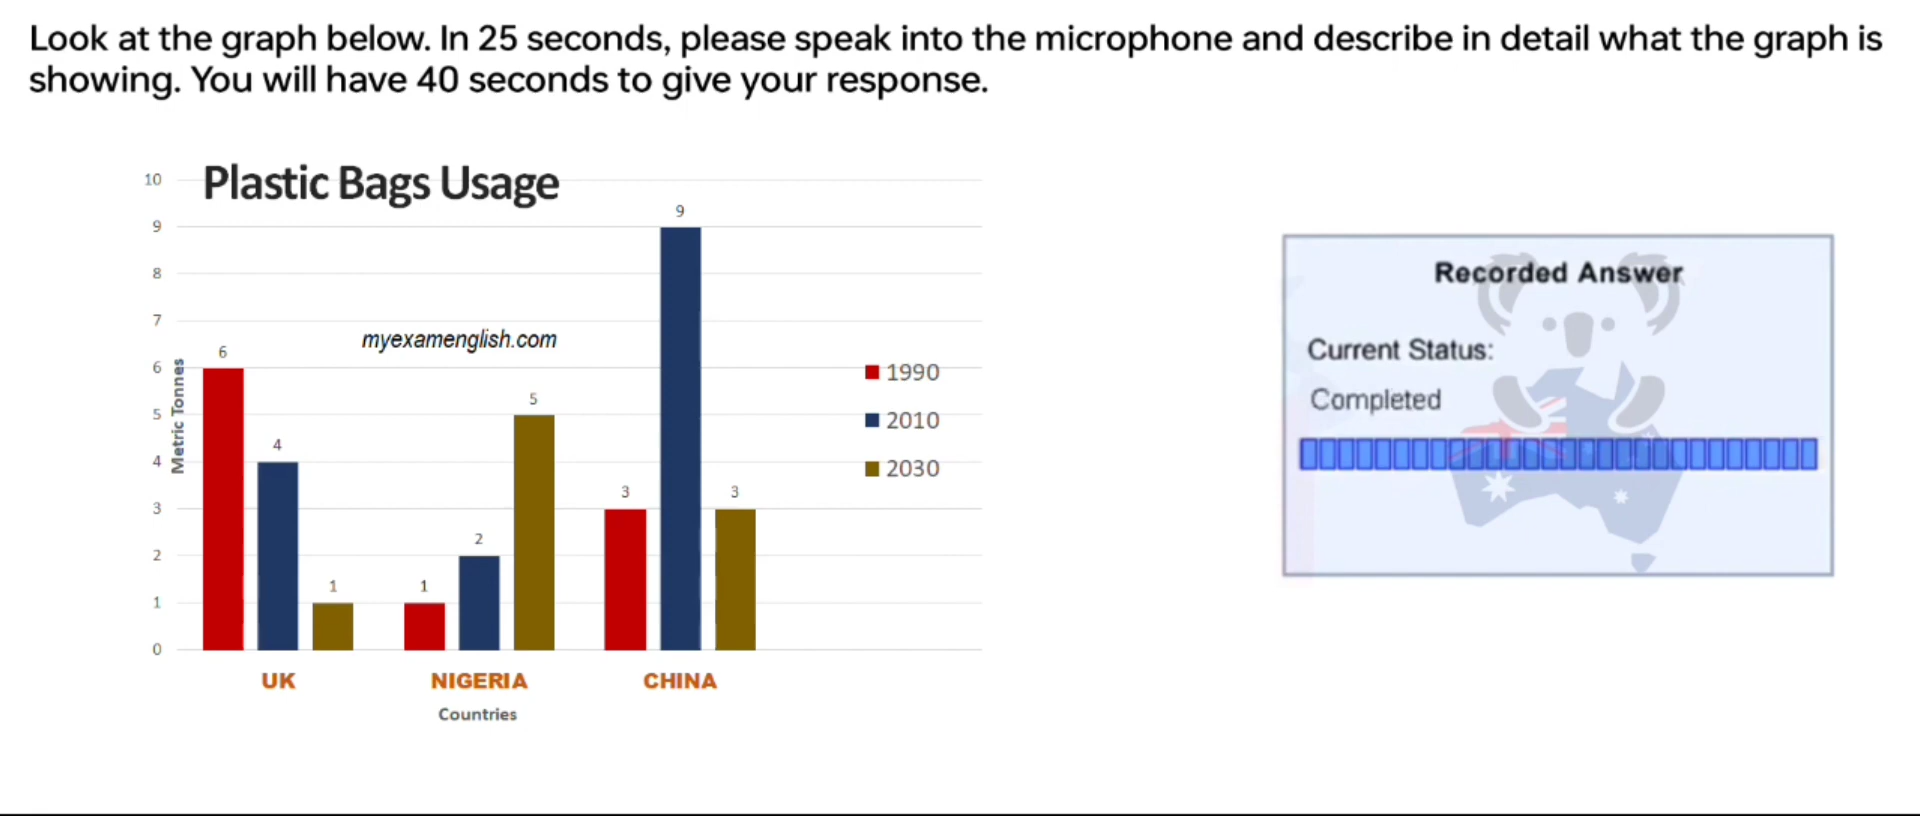 Look at the graph below. In 25 seconds, please speak into the microphone and describe in detail what the graph is
showing. You will have 40 seconds to give your response.
Plastic Bags Usage
10
9
8
7
6
5
4
3
2
1
0
Metric Tonnes
6
4
1
1
2
5
3
9
3
myexamenglish.com
1990
2010
2030
UK
NIGERIA
CHINA
Countries
Recorded Answer
Current Status:
Completed